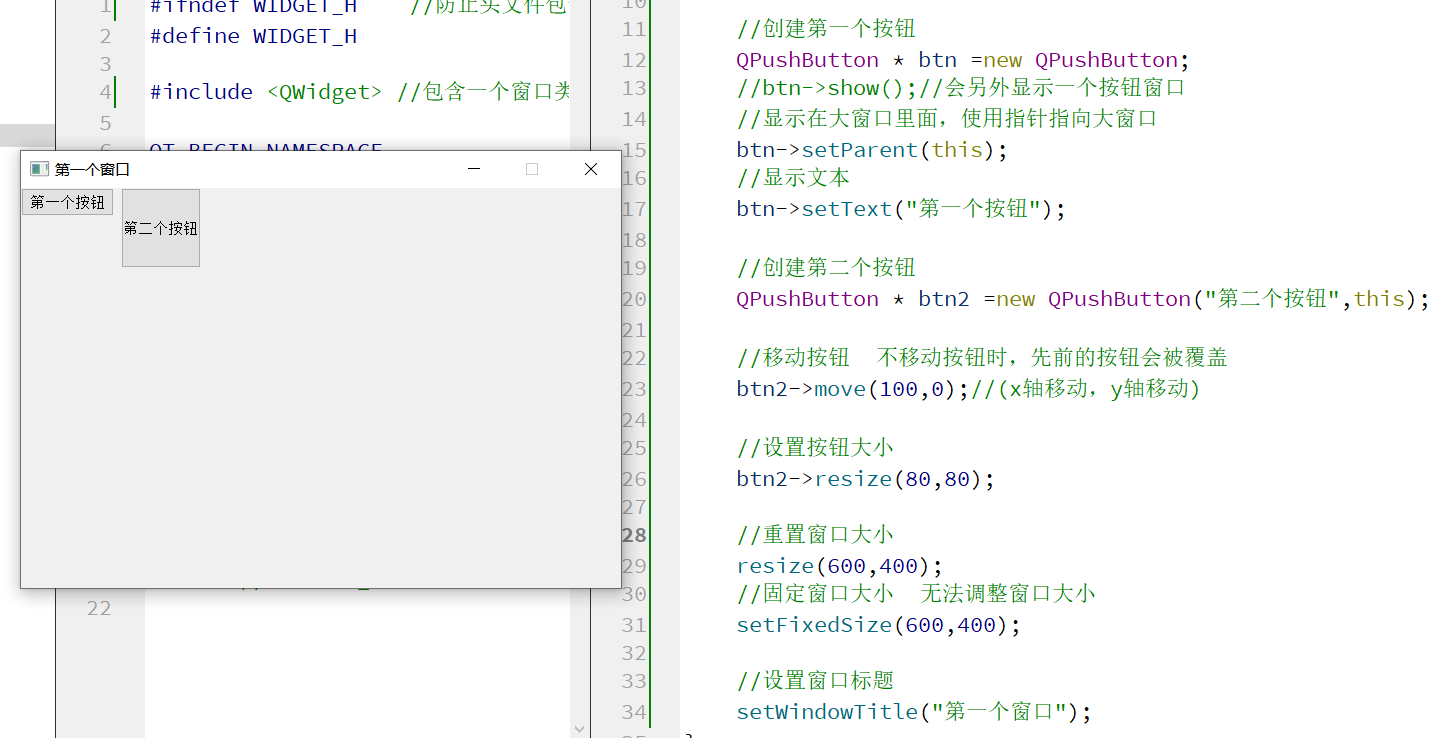 1 #ifndef WIDGET_H //防止头文件包
2 #define WIDGET_H
3
4 #include <QWidget> //包含一个窗口类
5
6 QT_BEGIN_NAMESPACE
第一个窗口
第一个按钮
第二个按钮
22
10
11 //创建第一个按钮
12 QPushButton * btn =new QPushButton;
13 //btn->show();//会另外显示一个按钮窗口
14 //显示在大窗口里面，使用指针指向大窗口
15 btn->setParent(this);
16 //显示文本
17 btn->setText("第一个按钮");
18
19 //创建第二个按钮
20 QPushButton * btn2 =new QPushButton("第二个按钮",this);
21
22 //移动按钮  不移动按钮时，先前的按钮会被覆盖
23 btn2->move(100,0);//(x轴移动，y轴移动)
24
25 //设置按钮大小
26 btn2->resize(80,80);
27
28 //重置窗口大小
29 resize(600,400);
30 //固定窗口大小  无法调整窗口大小
31 setFixedSize(600,400);
32
33 //设置窗口标题
34 setWindowTitle("第一个窗口");
35 }